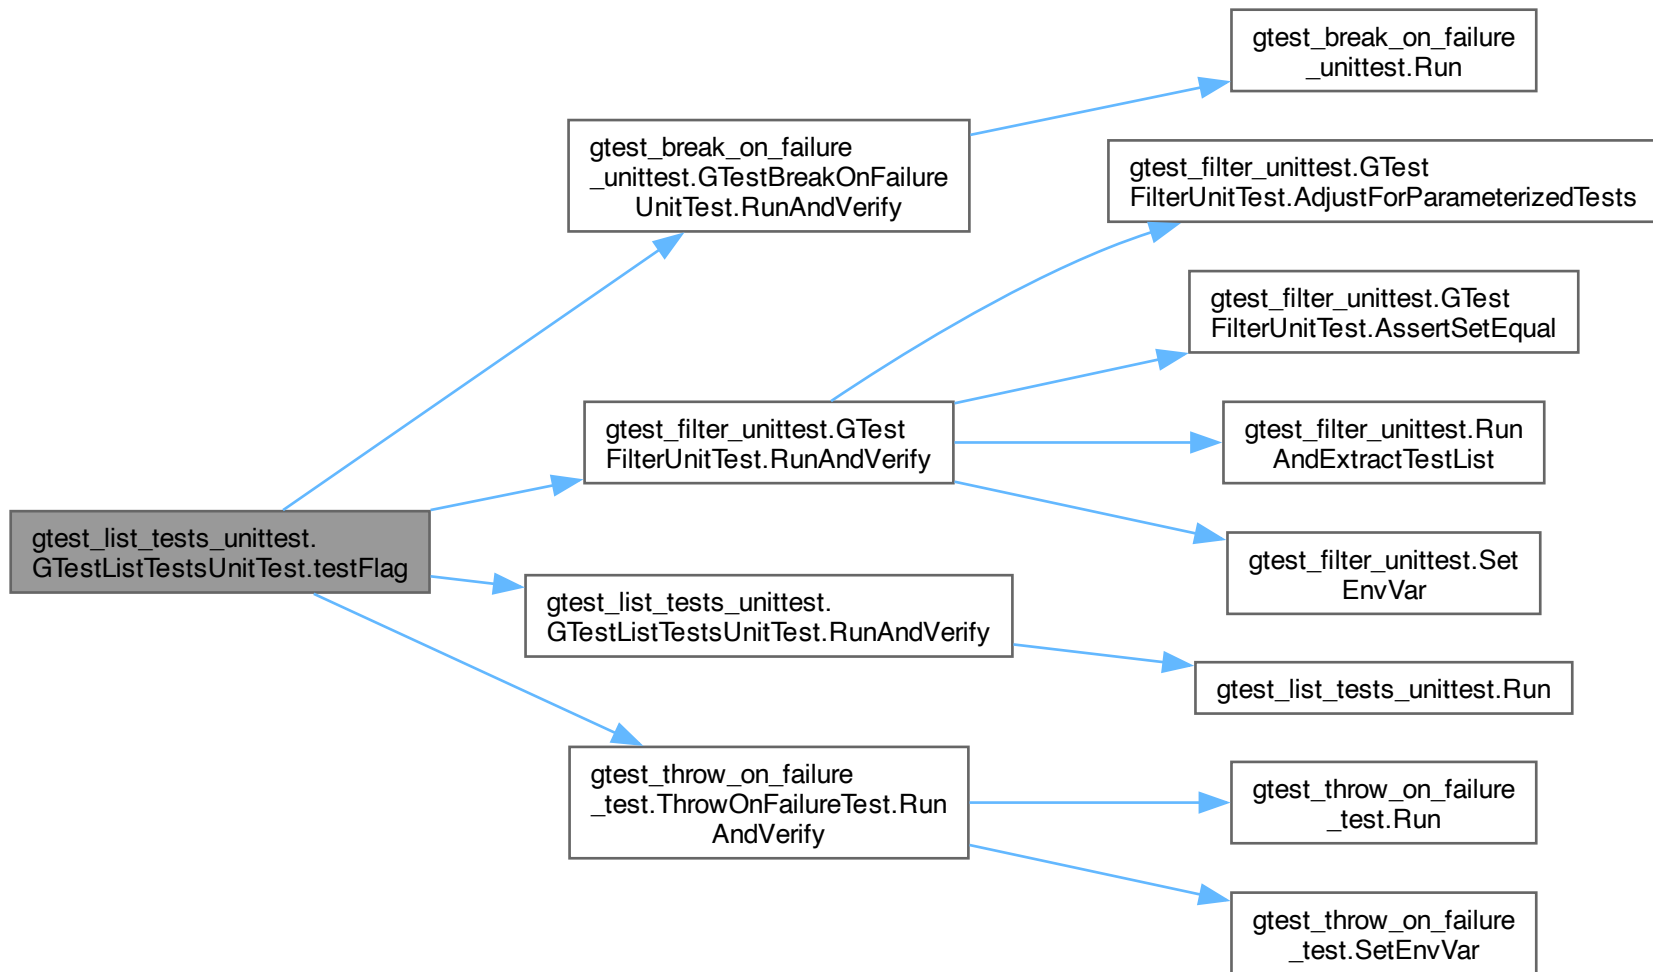 gtest_list_tests_unittest.
GTestListTestsUnitTest.testFlag
gtest_break_on_failure
_unittest.GTestBreakOnFailure
UnitTest.RunAndVerify
gtest_filter_unittest.GTest
FilterUnitTest.RunAndVerify
gtest_list_tests_unittest.
GTestListTestsUnitTest.RunAndVerify
gtest_throw_on_failure
_test.ThrowOnFailureTest.Run
AndVerify
gtest_break_on_failure
_unittest.Run
gtest_filter_unittest.GTest
FilterUnitTest.AdjustForParameterizedTests
gtest_filter_unittest.GTest
FilterUnitTest.AssertSetEqual
gtest_filter_unittest.Run
AndExtractTestList
gtest_filter_unittest.Set
EnvVar
gtest_list_tests_unittest.Run
gtest_throw_on_failure
_test.Run
gtest_throw_on_failure
_test.SetEnvVar